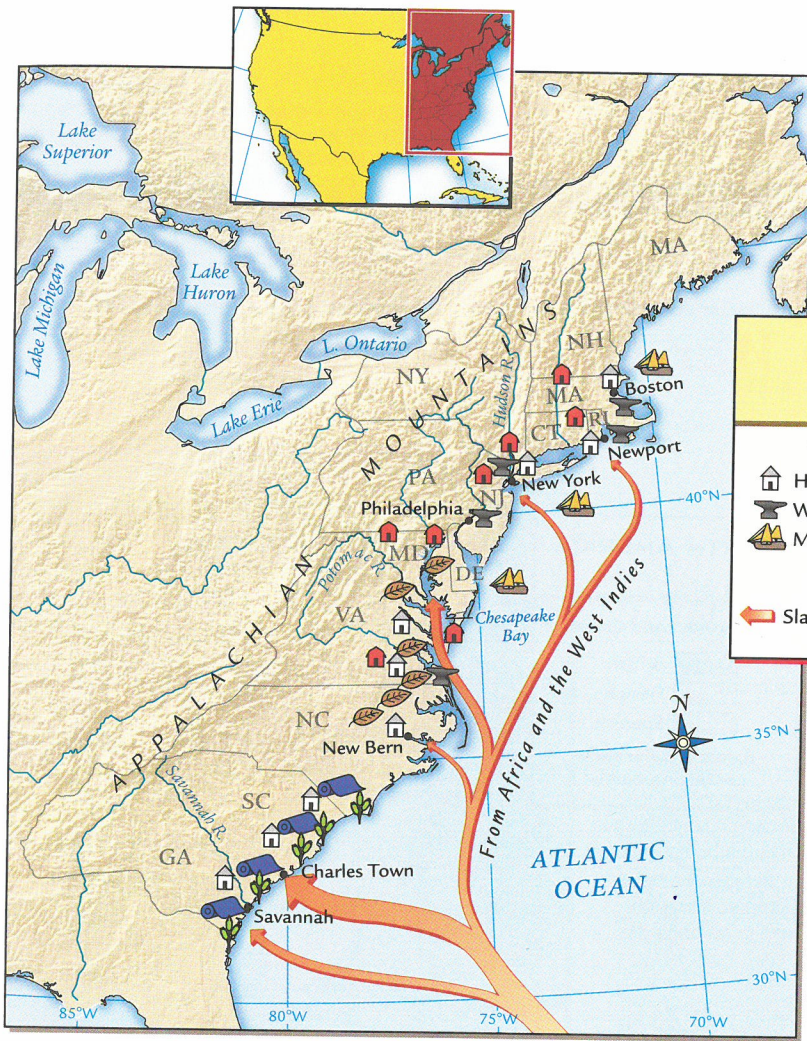 Lake
Superior
MA
Lake
Huron
Lake Michigan
L. Ontario
Lake Erie
NH
NY
MA
Boston
Hudson R.
CT
RI
Newport
PA
New York
NJ
Philadelphia
40°N
H
W
M
Sla
MD
Potomac R.
DE
VA
Chesapeake
Bay
APPALACHIAN MOUNTAINS
From Africa and the West Indies
N
NC
New Bern
35°N
Savannah R.
SC
GA
Charles Town
ATLANTIC
OCEAN
Savannah
30°N
85°W
80°W
75°W
70°W